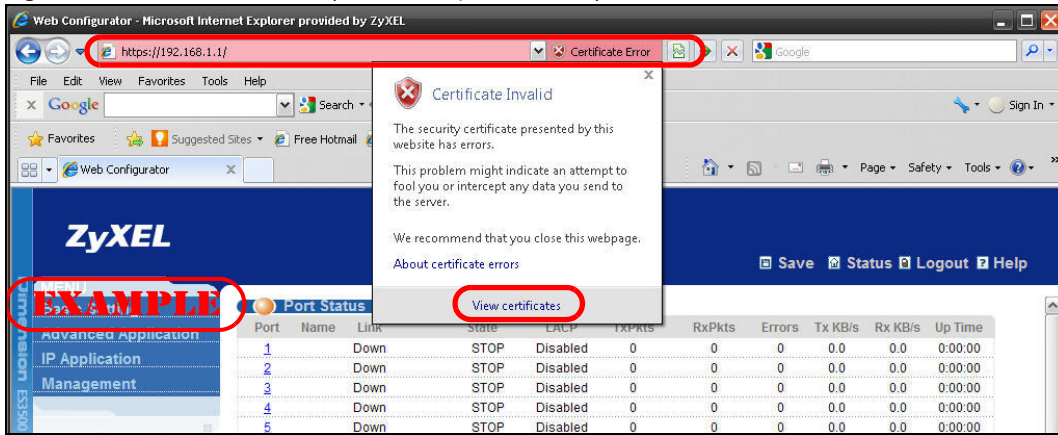 Web Configurator - Microsoft Internet Explorer provided by ZyXEL
https://192.168.1.1/ Certificate Error Google
File Edit View Favorites Tools Help
x Google Search Sign In
Favorites Suggested Sites Free Hotmail
Web Configurator X Page Safety Tools
Certificate Invalid x
The security certificate presented by this
website has errors.
This problem might indicate an attempt to
fool you or intercept any data you send to
the server.
We recommend that you close this webpage.
About certificate errors
View certificates
ZyXEL
Save Status Logout Help
MENU
EXAMPLE
Basic Setting
Advanced Application
IP Application
Management
Dimension ES3500
Port Status
Port Name Link State LACP TxPkts RxPkts Errors Tx KB/s Rx KB/s Up Time
1 Down STOP Disabled 0 0 0 0.0 0.0 0:00:00
2 Down STOP Disabled 0 0 0 0.0 0.0 0:00:00
3 Down STOP Disabled 0 0 0 0.0 0.0 0:00:00
4 Down STOP Disabled 0 0 0 0.0 0.0 0:00:00
5 Down STOP Disabled 0 0 0 0.0 0.0 0:00:00